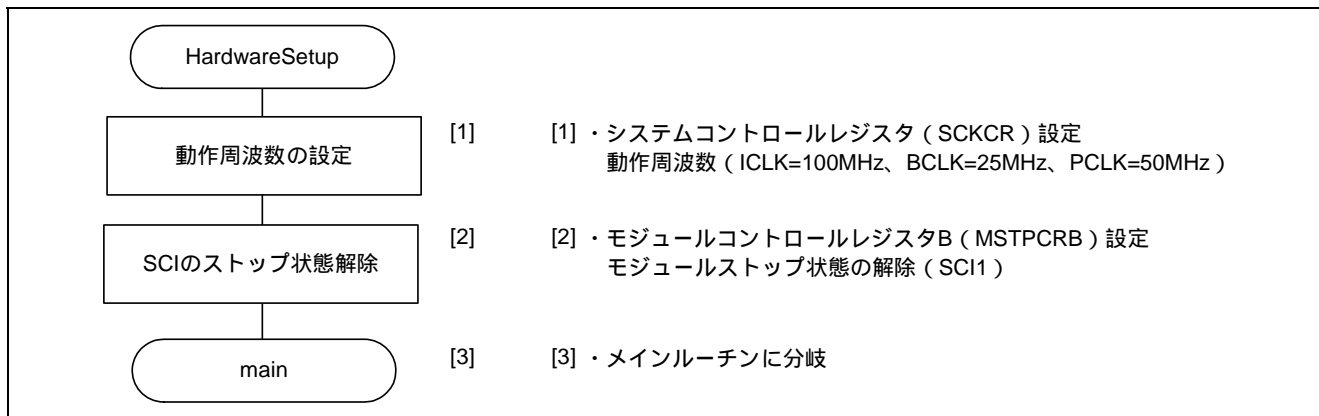 HardwareSetup
動作周波数の設定
[1]
[1] ・システムコントロールレジスタ（SCKCR）設定
動作周波数（ICLK=100MHz、BCLK=25MHz、PCLK=50MHz）
SCIのストップ状態解除
[2]
[2] ・モジュールコントロールレジスタB（MSTPCRB）設定
モジュールストップ状態の解除（SCI1）
main
[3]
[3] ・メインルーチンに分岐